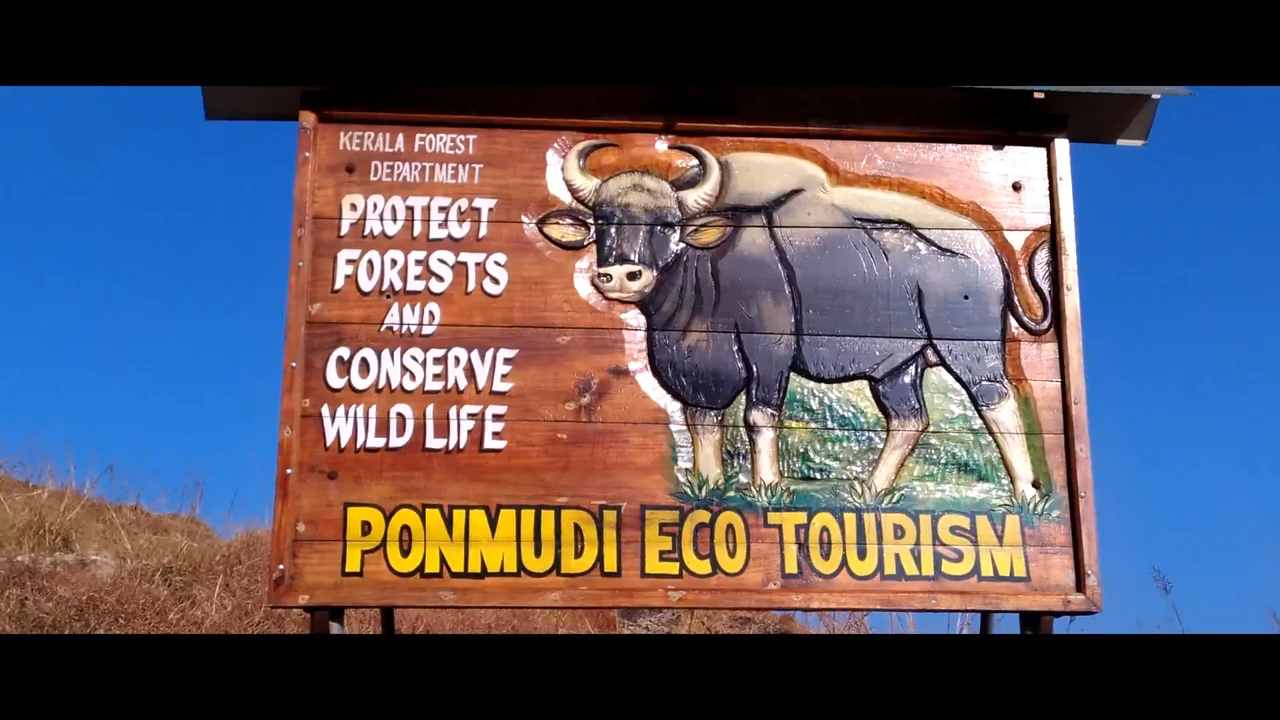 KERALA FOREST
DEPARTMENT
PROTECT
FORESTS
AND
CONSERVE
WILD LIFE
PONMUDI ECO TOURISM